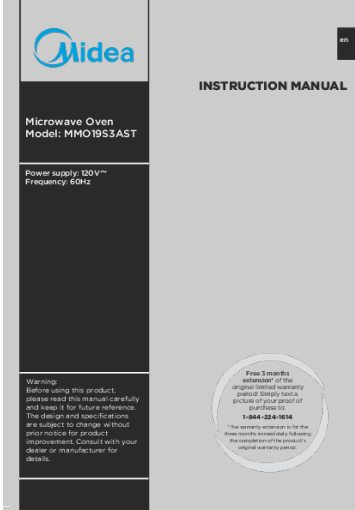 Midea
en
INSTRUCTION MANUAL
Microwave Oven
Model: MMO19S3AST
Power supply: 120V~
Frequency: 60Hz
Warning:
Before using this product,
please read this manual carefully
and keep it for future reference.
The design and specifications
are subject to change without
prior notice for product
improvement. Consult with your
dealer or manufacturer for
details.
Free 3 months
extension* of the
original limited warranty
period! Simply text a
picture of your proof of
purchase to:
1-844-224-1614
*The warranty extension is for the
three months immediately following
the completion of the product's
original warranty period.